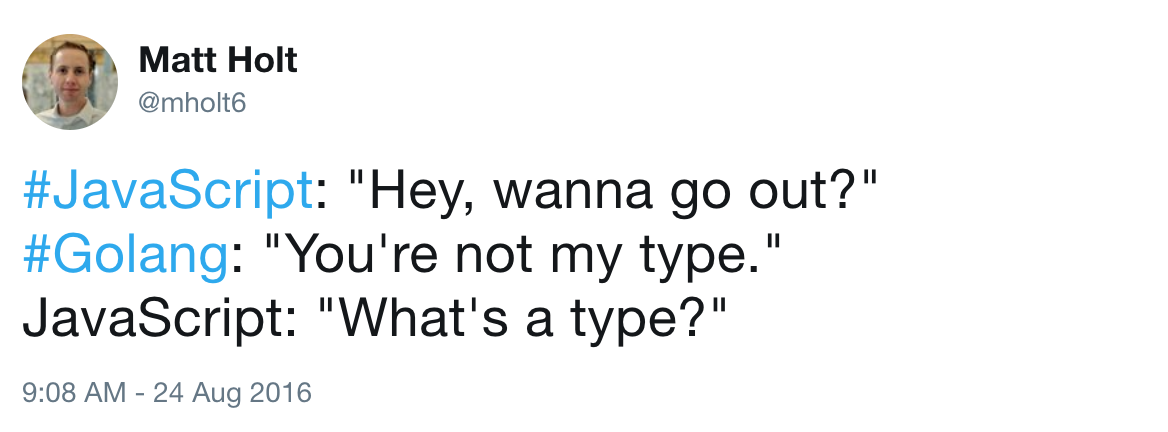 Matt Holt
@mholt6
#JavaScript: "Hey, wanna go out?"
#Golang: "You're not my type."
JavaScript: "What's a type?"
9:08 AM - 24 Aug 2016